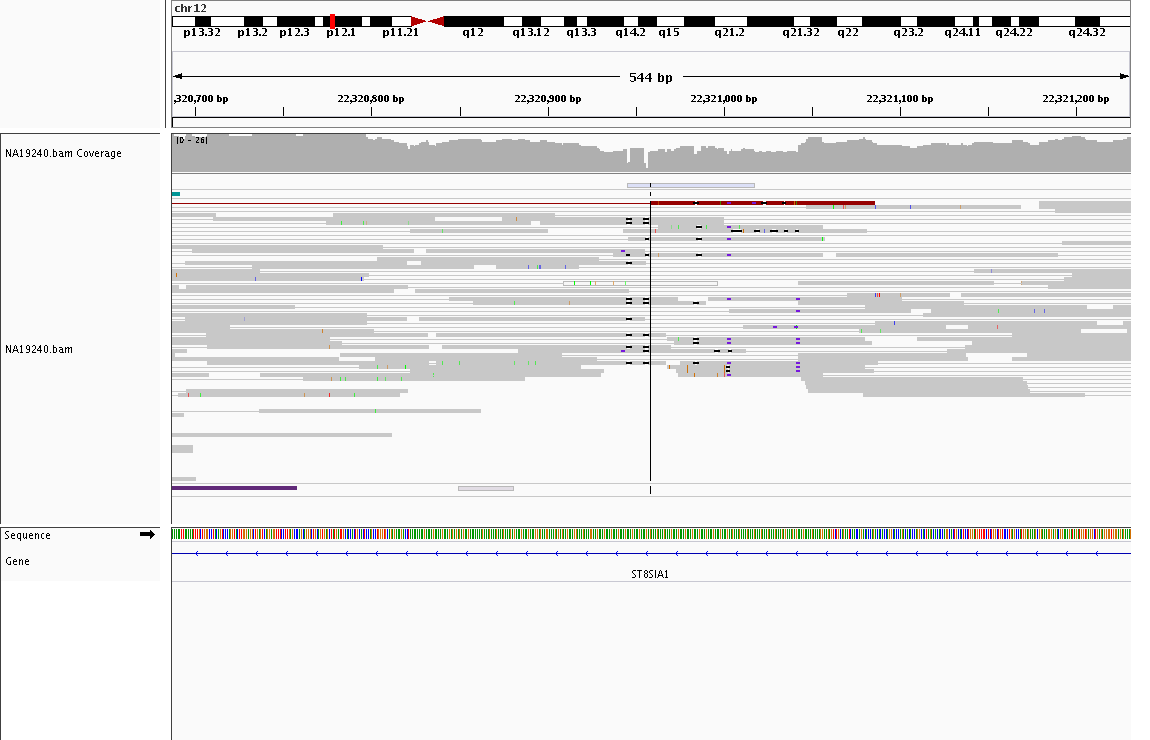 chr12
p13.32 p13.2 p12.3 p12.1 p11.21 q12 q13.12 q13.3 q14.2 q15 q21.2 q21.32 q22 q23.2 q24.11 q24.22 q24.32
544 bp
,320,700 bp 22,320,800 bp 22,320,900 bp 22,321,000 bp 22,321,100 bp 22,321,200 bp
[0 - 26]
NA19240.bam Coverage
NA19240.bam
Sequence
Gene
ST8SIA1